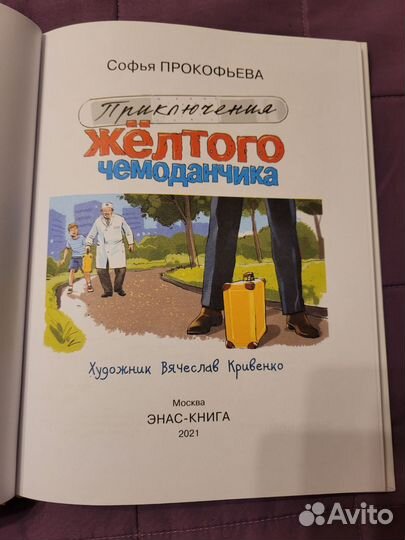 Софья ПРОКОФЬЕВА
Приключения
жёлтого
чемоданчика
Художник Вячеслав Кривенко
Москва
ЭНАС-КНИГА
2021
Avito